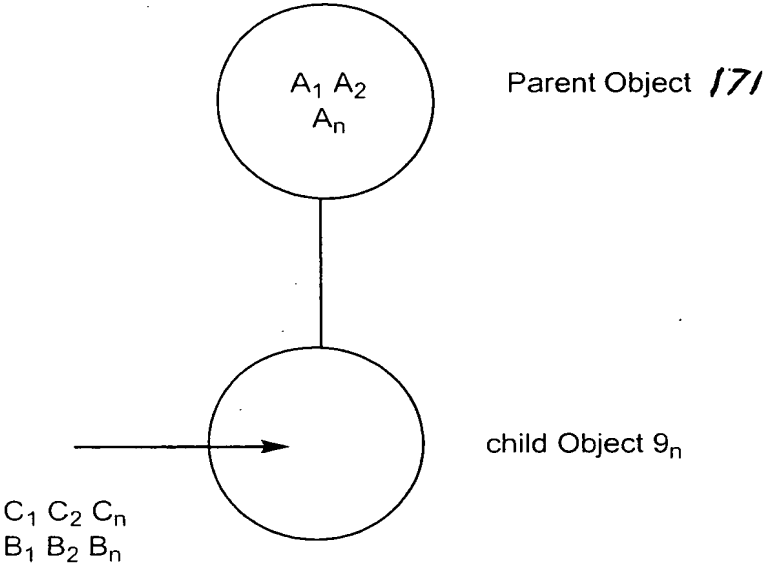 A₁ A₂
Aₙ
Parent Object 171
child Object 9ₙ
C₁ C₂ Cₙ
B₁ B₂ Bₙ